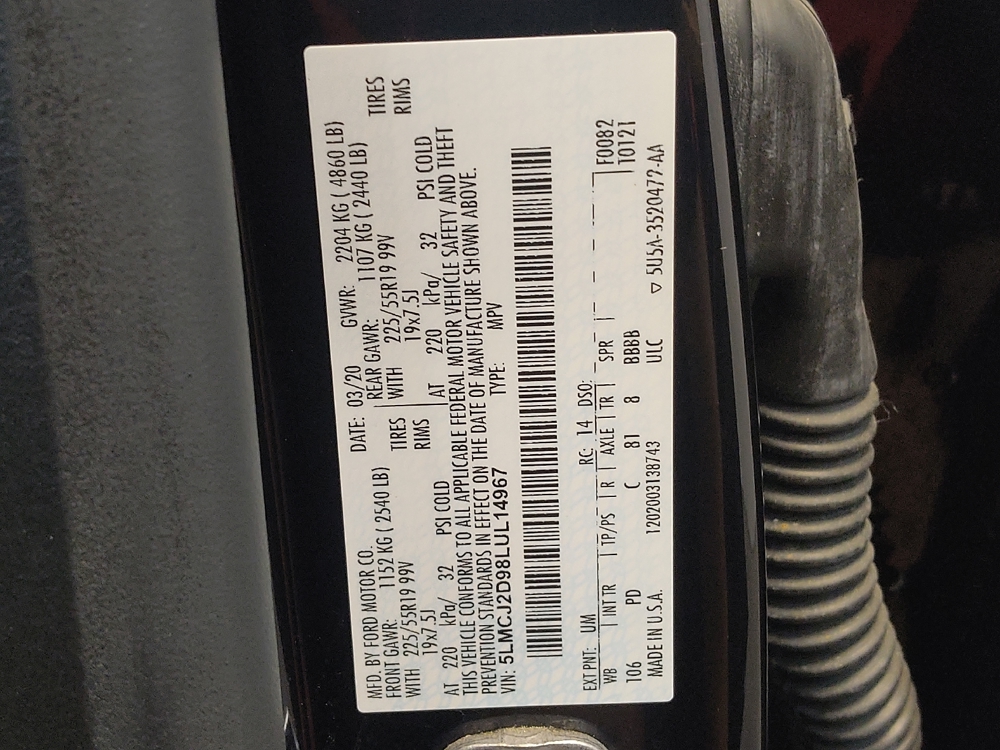 MFD. BY FORD MOTOR CO.
DATE: 03/20 GVWR: 2204 KG ( 4860 LB)
FRONT GAWR: 1152 KG ( 2540 LB) REAR GAWR: 1107 KG ( 2440 LB)
WITH 225/55R19 99V TIRES WITH 225/55R19 99V TIRES
19x7.5J RIMS 19x7.5J RIMS
AT 220 kPa/ 32 PSI COLD AT 220 kPa/ 32 PSI COLD
THIS VEHICLE CONFORMS TO ALL APPLICABLE FEDERAL MOTOR VEHICLE SAFETY AND THEFT
PREVENTION STANDARDS IN EFFECT ON THE DATE OF MANUFACTURE SHOWN ABOVE.
VIN: 5LMCJ2D98LUL14967 TYPE: MPV
EXT PNT: UM RC: 14 DSO:
WB INT TR TP/PS R AXLE TR SPR F0082
106 PD C 81 8 BBBB 10121
MADE IN U.S.A. 1202003138743 ULC ▽ 5U5A-3520472-AA